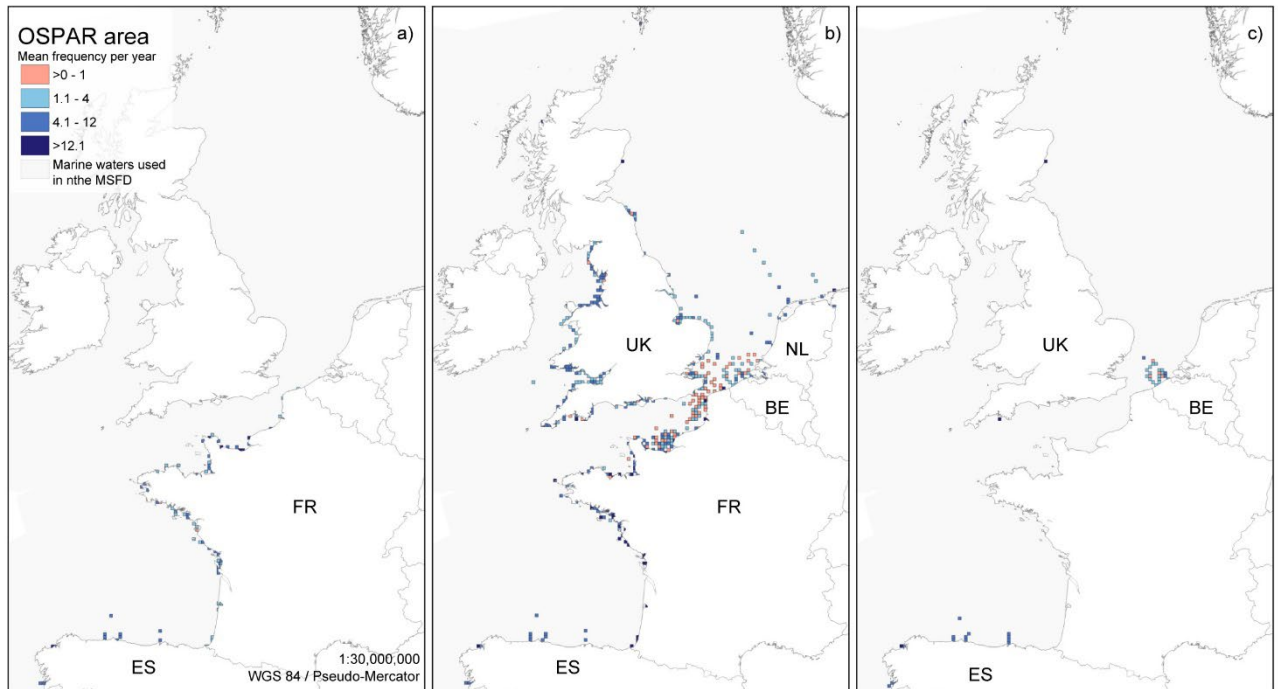 OSPAR area
Mean frequency per year
>0 - 1
1.1 - 4
4.1 - 12
>12.1
Marine waters used
in nthe MSFD
a)
FR
ES
1:30,000,000
WGS 84 / Pseudo-Mercator
b)
UK
NL
BE
FR
ES
c)
UK
BE
FR
ES